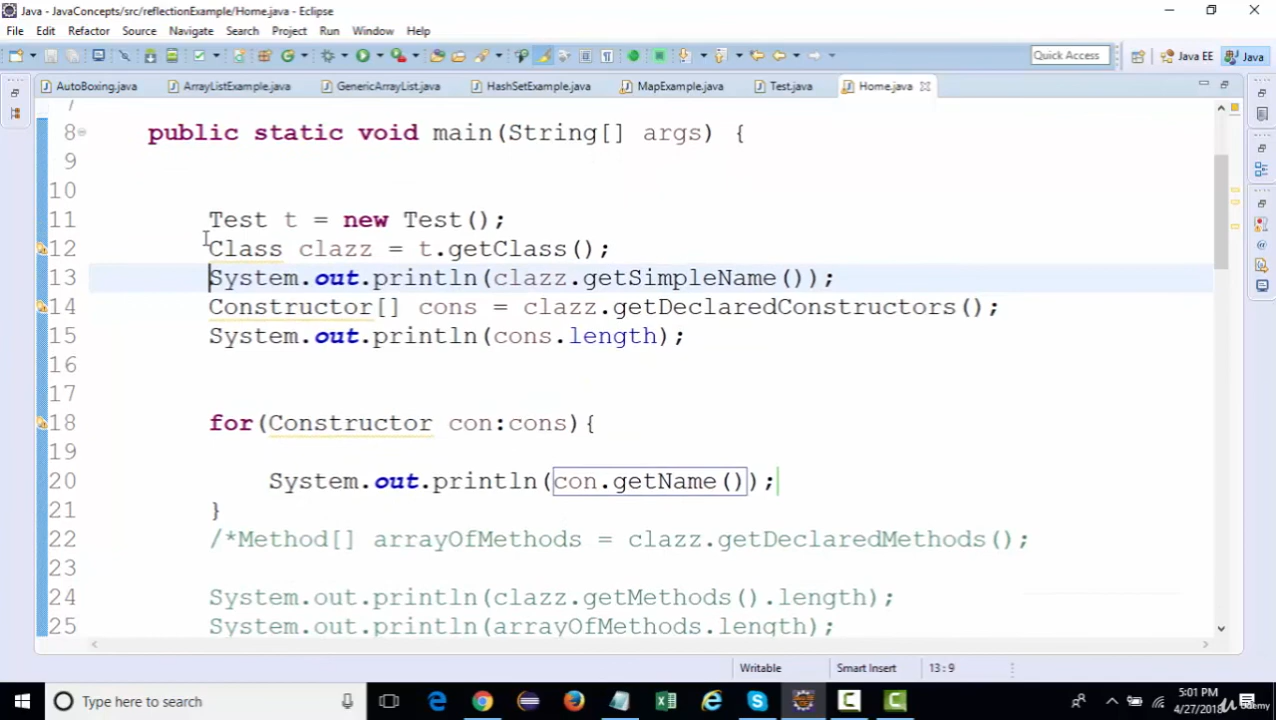 Java - JavaConcepts/src/reflectionExample/Home.java - Eclipse
File Edit Refactor Source Navigate Search Project Run Window Help
Quick Access Java EE Java
AutoBoxing.java ArrayListExample.java GenericArrayList.java HashSetExample.java MapExample.java Test.java Home.java
7
8 public static void main(String[] args) {
9
10
11 Test t = new Test();
12 Class clazz = t.getClass();
13 System.out.println(clazz.getSimpleName());
14 Constructor[] cons = clazz.getDeclaredConstructors();
15 System.out.println(cons.length);
16
17
18 for(Constructor con:cons){
19
20 System.out.println(con.getName());
21 }
22 /*Method[] arrayOfMethods = clazz.getDeclaredMethods();
23
24 System.out.println(clazz.getMethods().length);
25 System.out.println(arrayOfMethods.length);
Writable Smart Insert 13:9
Type here to search
5:01 PM
4/27/2018
Udemy